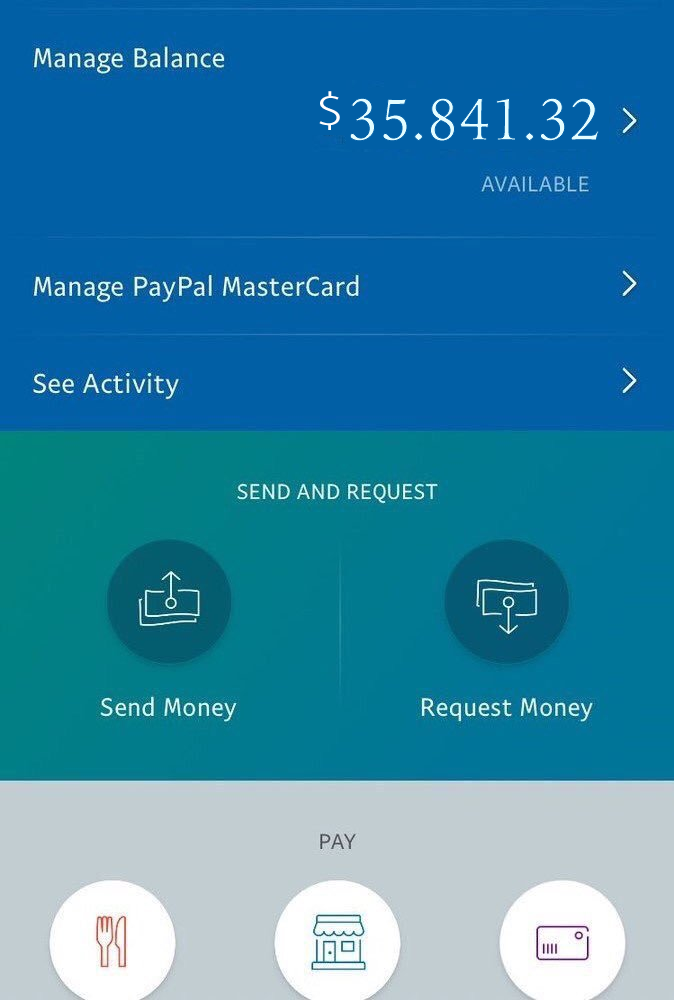 Manage Balance
$35.841.32
AVAILABLE
Manage PayPal MasterCard
See Activity
SEND AND REQUEST
Send Money
Request Money
PAY